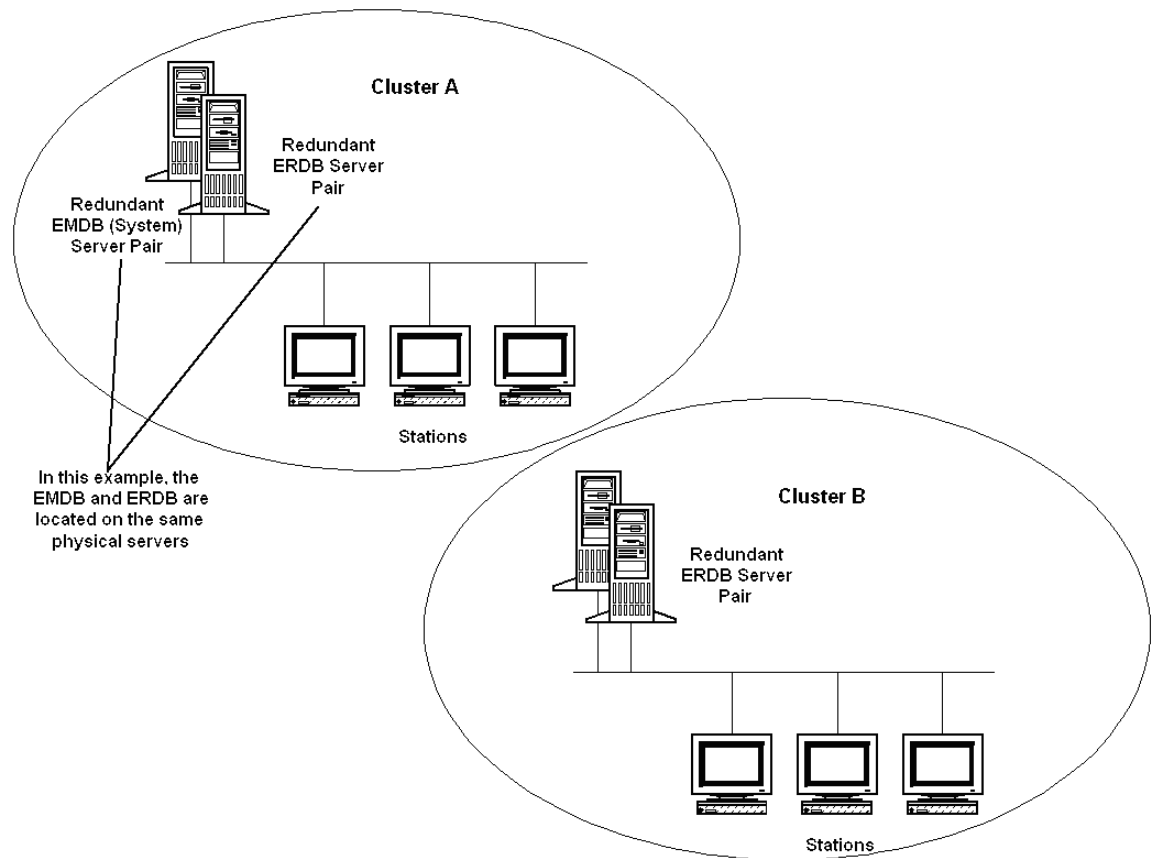 Cluster A
Redundant
ERDB Server
Pair
Redundant
EMDB (System)
Server Pair
Stations
In this example, the
EMDB and ERDB are
located on the same
physical servers
Cluster B
Redundant
ERDB Server
Pair
Stations